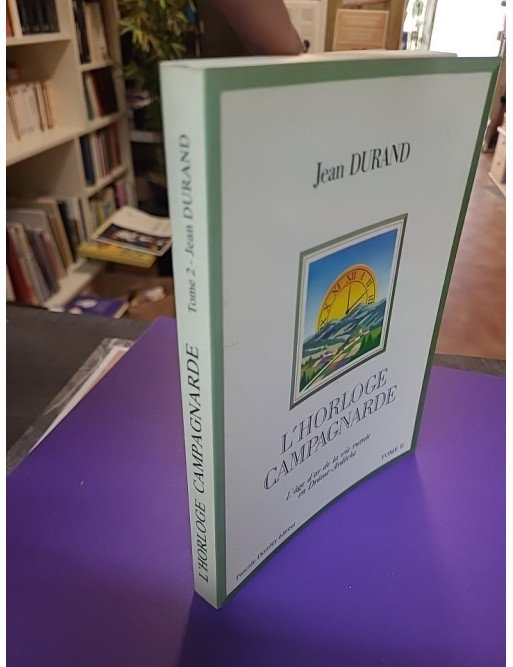 L'HORLOGE CAMPAGNARDE Tome 2 - Jean DURAND
Jean DURAND
L'HORLOGE
CAMPAGNARDE
L'âge d'or de la vie rurale
en Drôme-Ardèche
TOME II